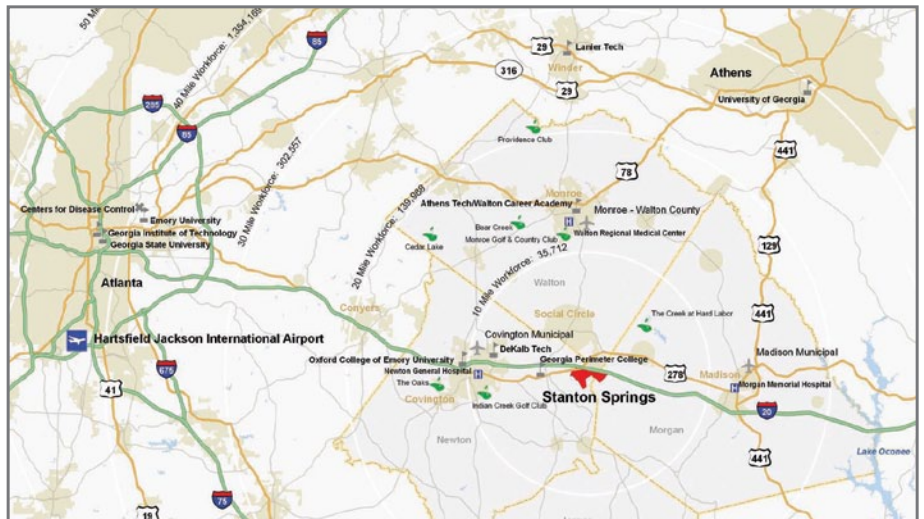 50 Mile
40 Mile Workforce: 1,354,169
30 Mile Workforce: 302,557
20 Mile Workforce: 139,988
10 Mile Workforce: 35,712
85
29
Lanier Tech
Winder
316
29
Athens
University of Georgia
285
85
Providence Club
441
78
Monroe
Athens Tech/Walton Career Academy
Centers for Disease Control
Emory University
Georgia Institute of Technology
Georgia State University
Bear Creek
H
Monroe - Walton County
Walton Regional Medical Center
Cedar Lake
Monroe Golf & Country Club
129
Atlanta
Walton
Conyers
Social Circle
The Creek at Hard Labor
441
Hartsfield Jackson International Airport
Covington Municipal
DeKalb Tech
Oxford College of Emory University
Georgia Perimeter College
Madison Municipal
675
Newton General Hospital
H
278
Madison
H
Morgan Memorial Hospital
41
The Oaks
Covington
Indian Creek Golf Club
Stanton Springs
20
Newton
Morgan
441
Lake Oconee
75
19